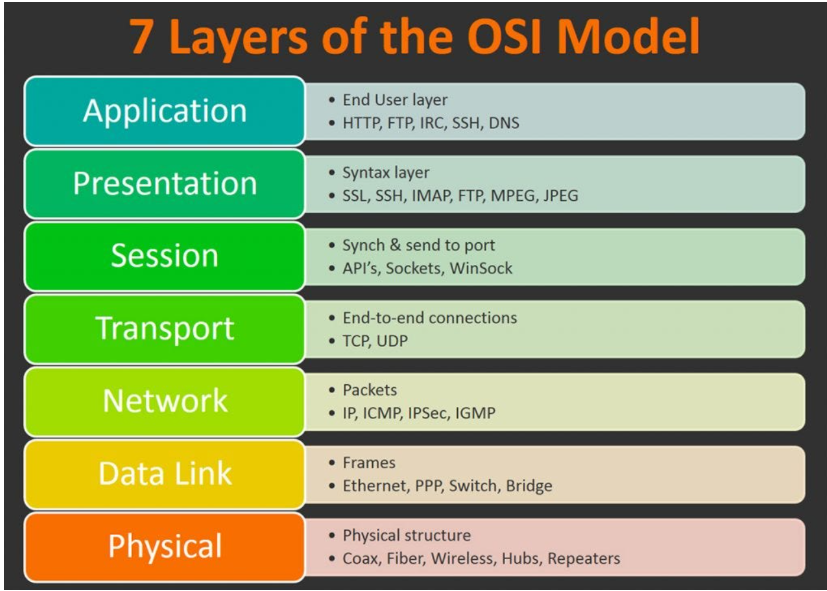 7 Layers of the OSI Model
Application
• End User layer
• HTTP, FTP, IRC, SSH, DNS
Presentation
• Syntax layer
• SSL, SSH, IMAP, FTP, MPEG, JPEG
Session
• Synch & send to port
• API's, Sockets, WinSock
Transport
• End-to-end connections
• TCP, UDP
Network
• Packets
• IP, ICMP, IPSec, IGMP
Data Link
• Frames
• Ethernet, PPP, Switch, Bridge
Physical
• Physical structure
• Coax, Fiber, Wireless, Hubs, Repeaters